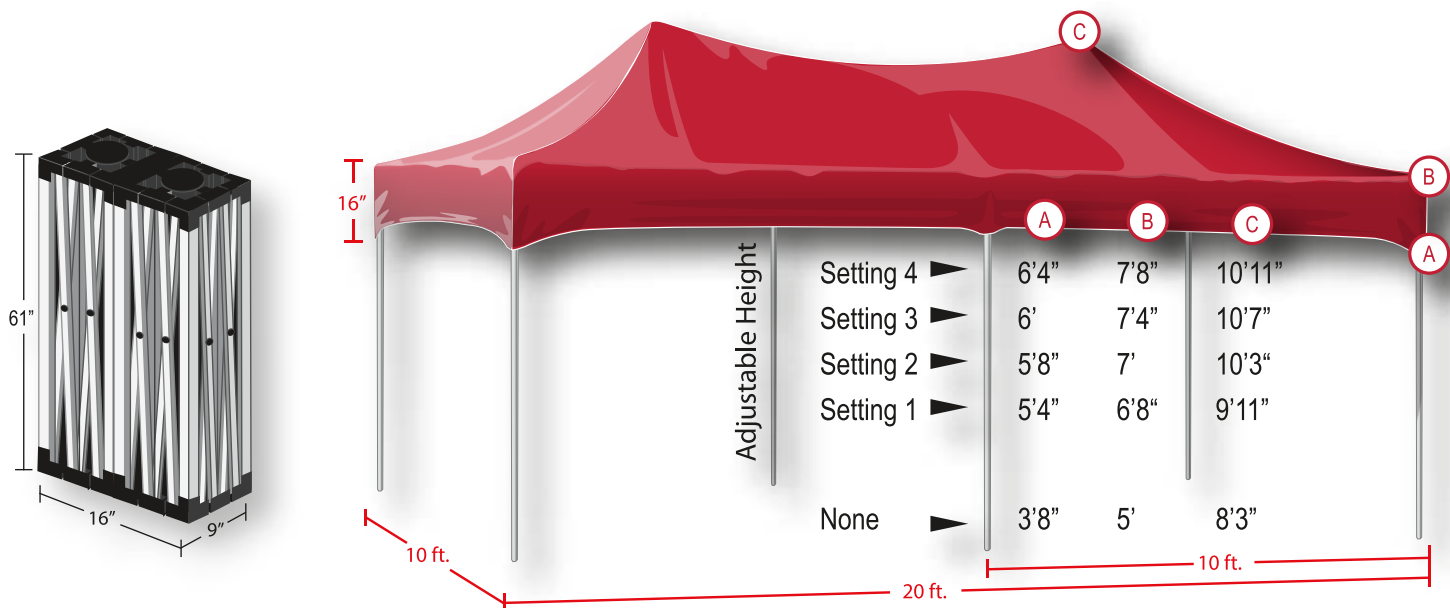 C
B
A
16”
A B C
Adjustable Height
Setting 4 6’4” 7’8” 10’11”
Setting 3 6’ 7’4” 10’7”
Setting 2 5’8” 7’ 10’3“
Setting 1 5’4” 6’8“ 9’11”
None 3’8” 5’ 8’3”
61”
16”
9”
10 ft.
10 ft.
20 ft.